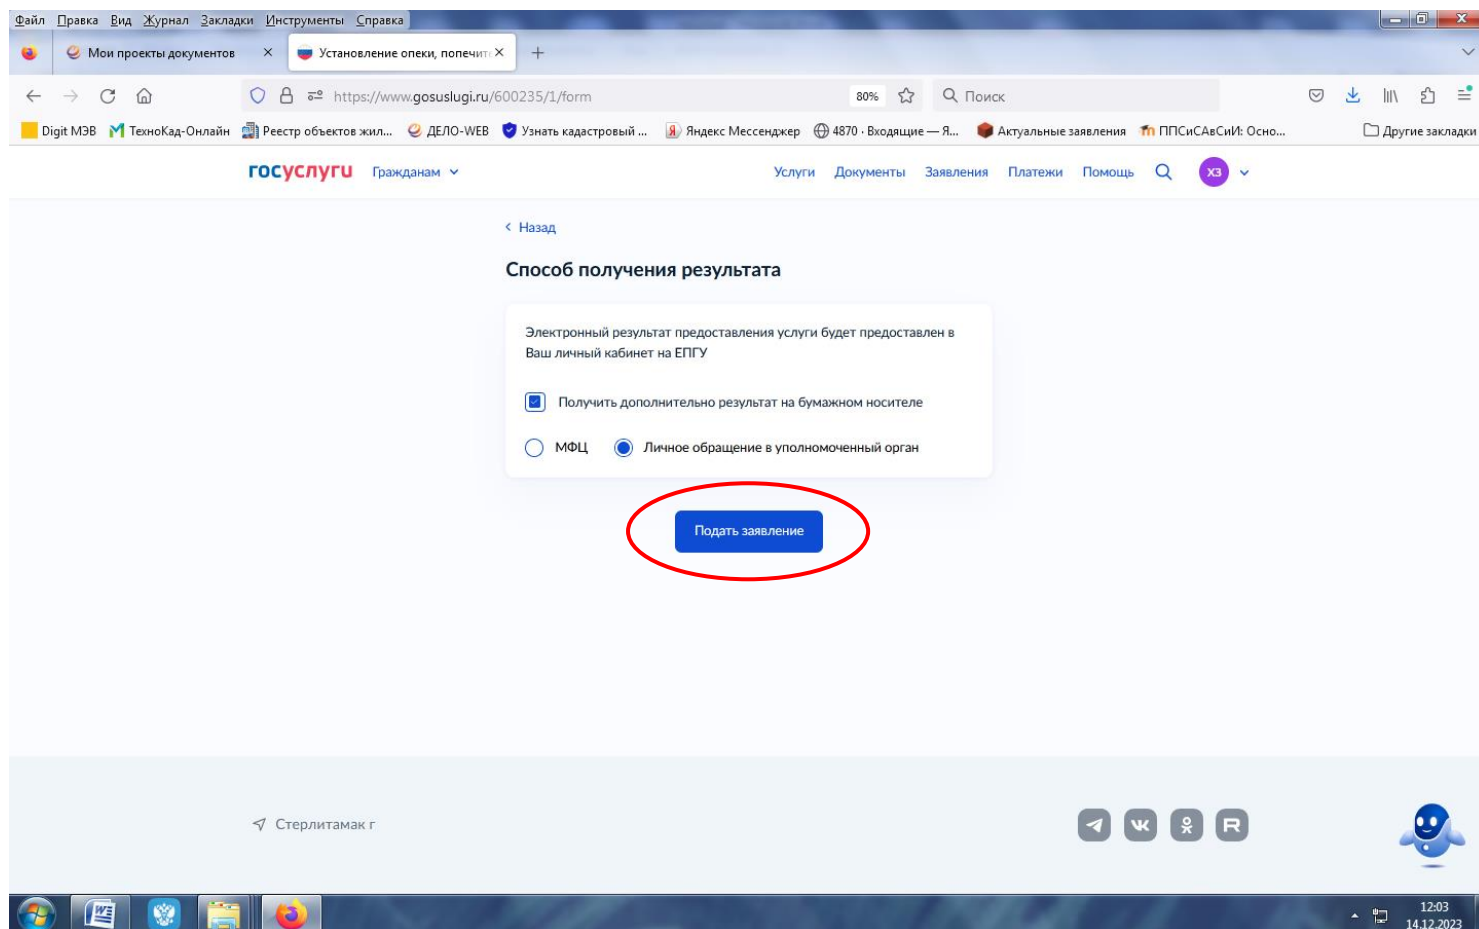 Файл Правка Вид Журнал Закладки Инструменты Справка
Мои проекты документов
Установление опеки, попечит
https://www.gosuslugi.ru/600235/1/form
80%
Поиск
Digit МЭВ ТехноКад-Онлайн Реестр объектов жил... ДЕЛО-WEB Узнать кадастровый ... Яндекс Мессенджер 4870 · Входящие — Я... Актуальные заявления ППСиСАвСиИ: Осно... Другие закладки
госуслуги Гражданам Услуги Документы Заявления Платежи Помощь ХЗ
Назад
Способ получения результата
Электронный результат предоставления услуги будет предоставлен в
Ваш личный кабинет на ЕПГУ
Получить дополнительно результат на бумажном носителе
МФЦ Личное обращение в уполномоченный орган
Подать заявление
Стерлитамак г
12:03
14.12.2023